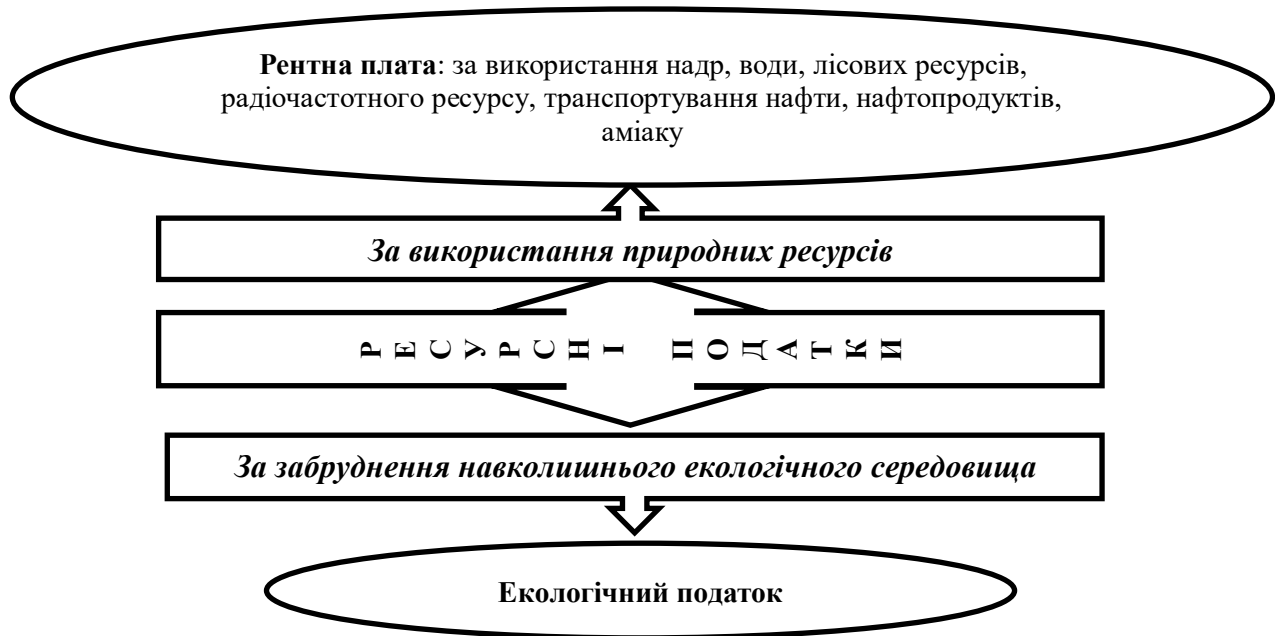 Рентна плата: за використання надр, води, лісових ресурсів,
радіочастотного ресурсу, транспортування нафти, нафтопродуктів,
аміаку
За використання природних ресурсів
РЕСУРСНІ ПОДАТКИ
За забруднення навколишнього екологічного середовища
Екологічний податок